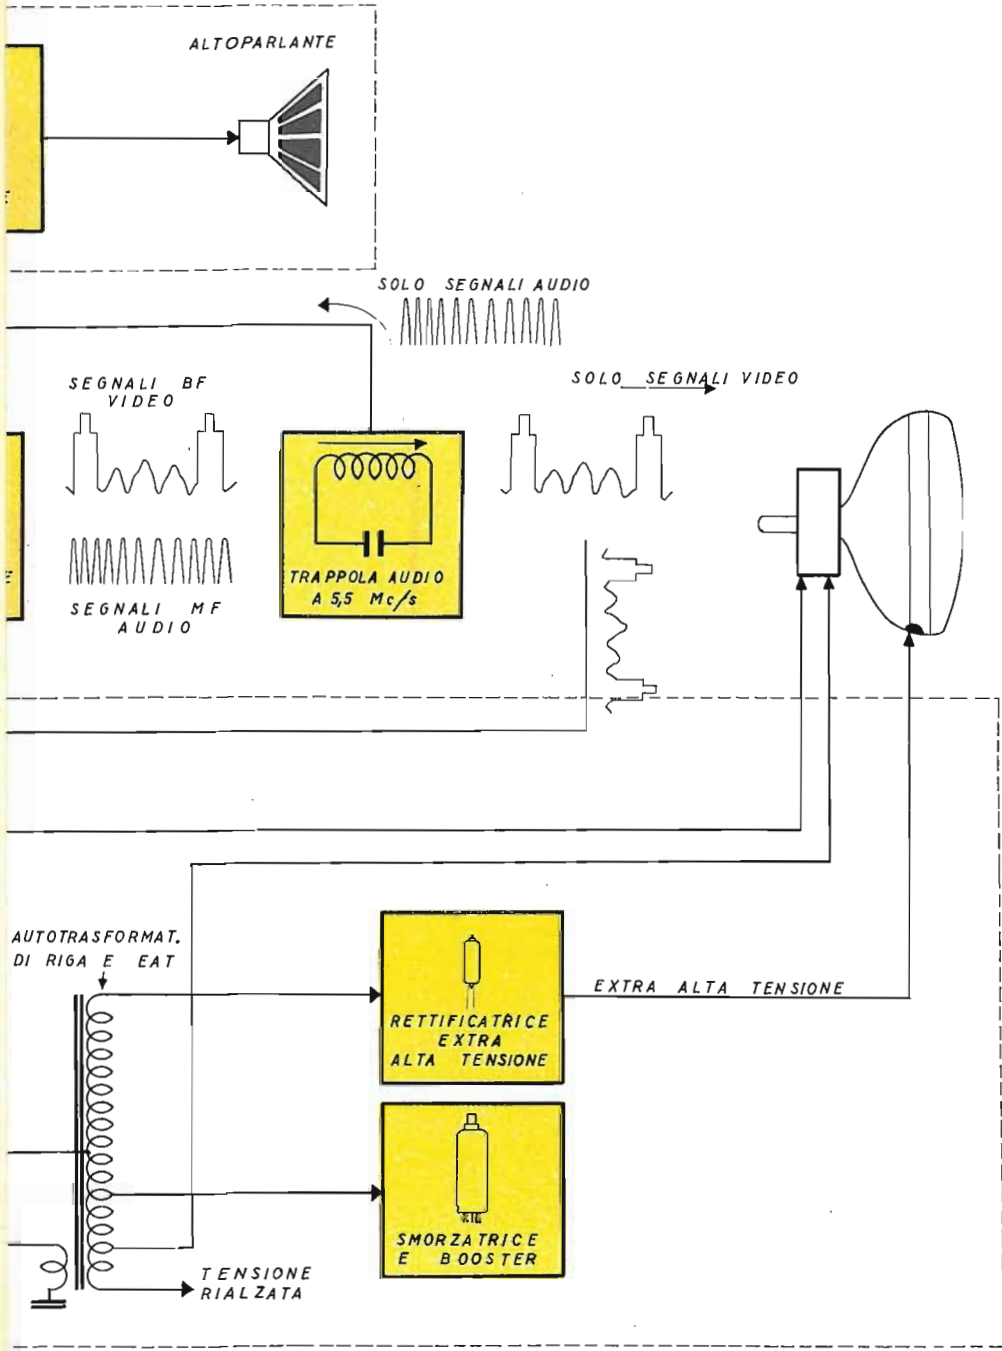 ALTOPARLANTE
SOLO SEGNALI AUDIO
SOLO SEGNALI VIDEO
SEGNALI BF
VIDEO
TRAPPOLA AUDIO
A 5,5 Mc/s
SEGNALI MF
AUDIO
AUTOTRASFORMAT.
DI RIGA E EAT
EXTRA ALTA TENSIONE
RETTIFICATRICE
EXTRA
ALTA TENSIONE
SMORZATRICE
E BOOSTER
TENSIONE
RIALZATA